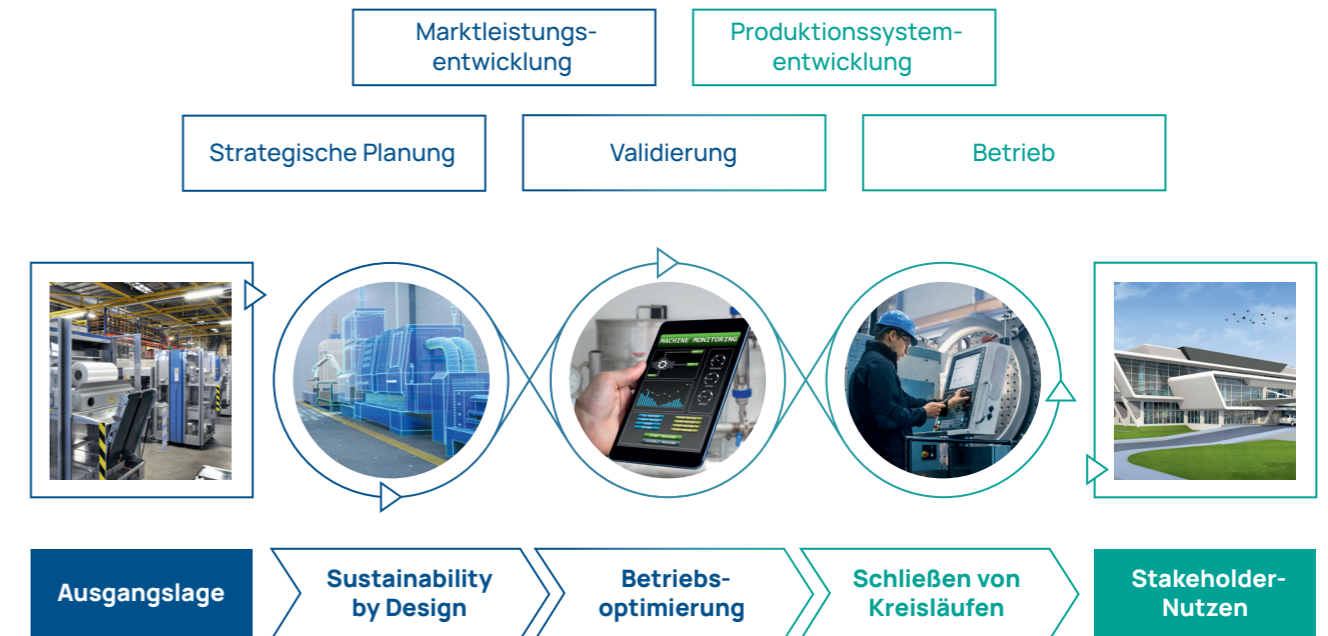 Marktleistungs-
entwicklung
Produktionssystem-
entwicklung
Strategische Planung
Validierung
Betrieb
MACHINE MONITORING
Ausgangslage
Sustainability
by Design
Betriebs-
optimierung
Schließen von
Kreisläufen
Stakeholder-
Nutzen